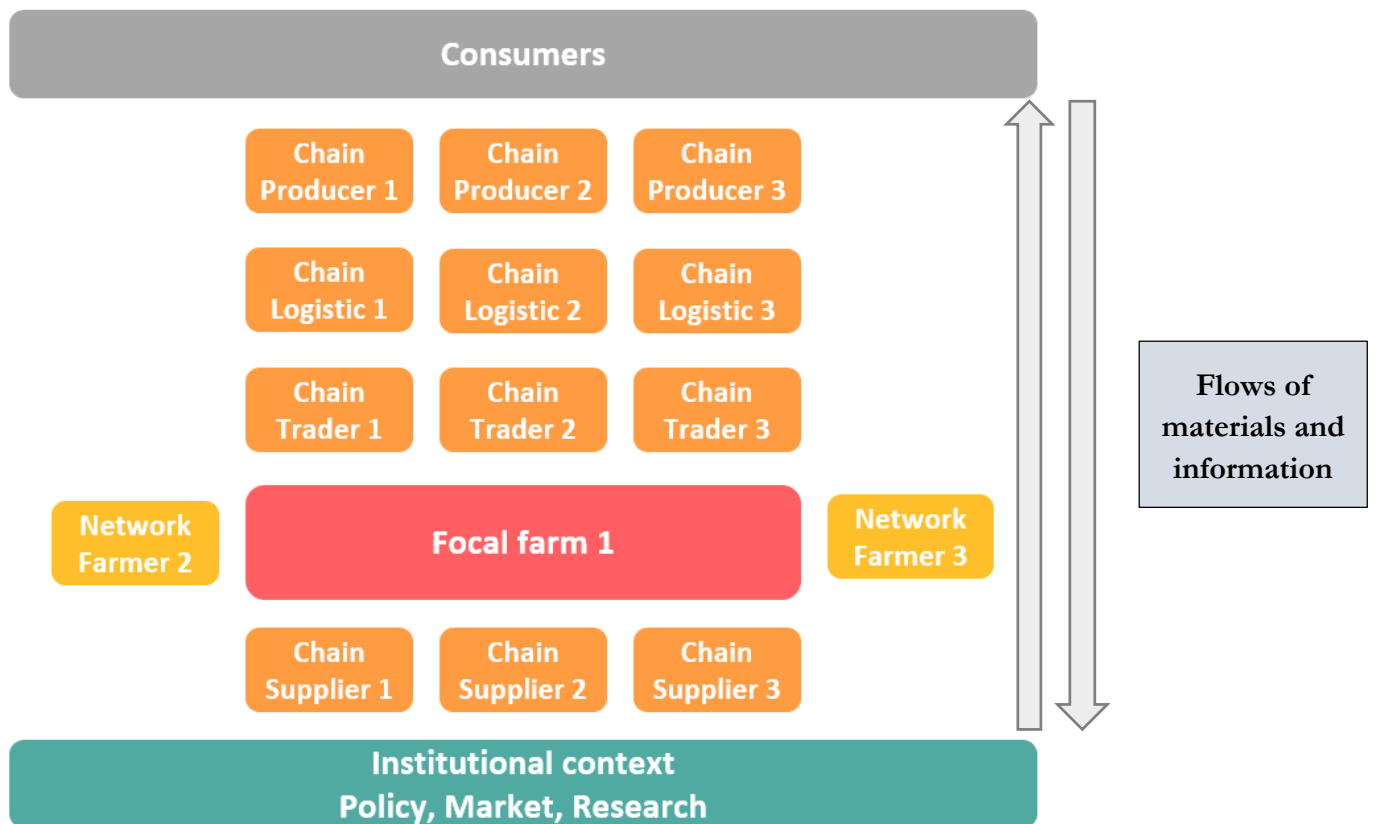 Consumers
Chain
Producer 1
Chain
Producer 2
Chain
Producer 3
Chain
Logistic 1
Chain
Logistic 2
Chain
Logistic 3
Chain
Trader 1
Chain
Trader 2
Chain
Trader 3
Network
Farmer 2
Focal farm 1
Network
Farmer 3
Chain
Supplier 1
Chain
Supplier 2
Chain
Supplier 3
Institutional context
Policy, Market, Research
Flows of
materials and
information